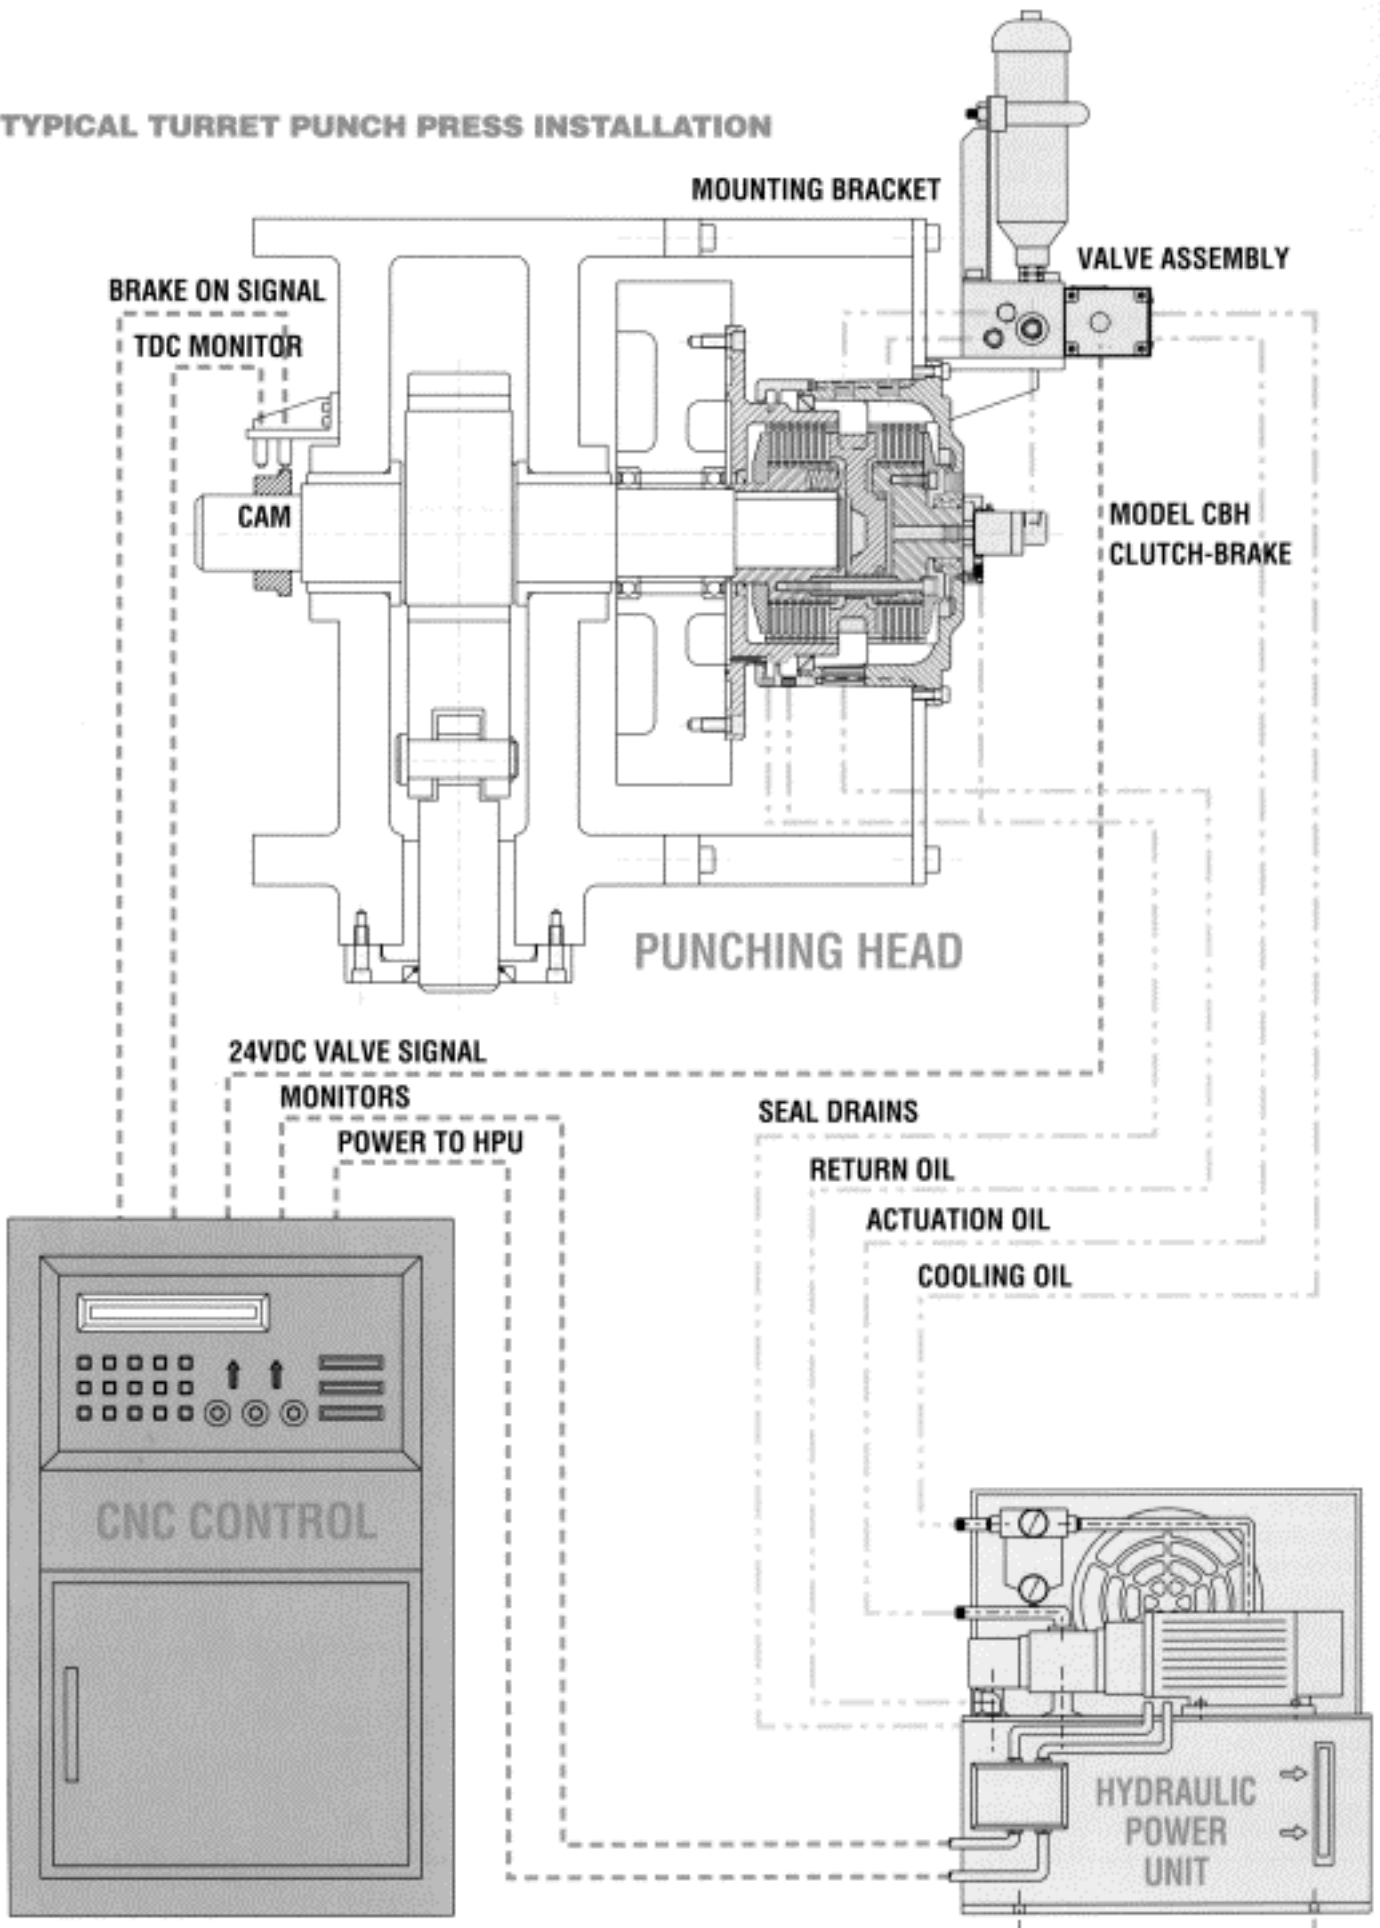 TYPICAL TURRET PUNCH PRESS INSTALLATION
MOUNTING BRACKET
VALVE ASSEMBLY
BRAKE ON SIGNAL
TDC MONITOR
CAM
MODEL CBH
CLUTCH-BRAKE
PUNCHING HEAD
24VDC VALVE SIGNAL
MONITORS
POWER TO HPU
SEAL DRAINS
RETURN OIL
ACTUATION OIL
COOLING OIL
CNC CONTROL
HYDRAULIC
POWER
UNIT